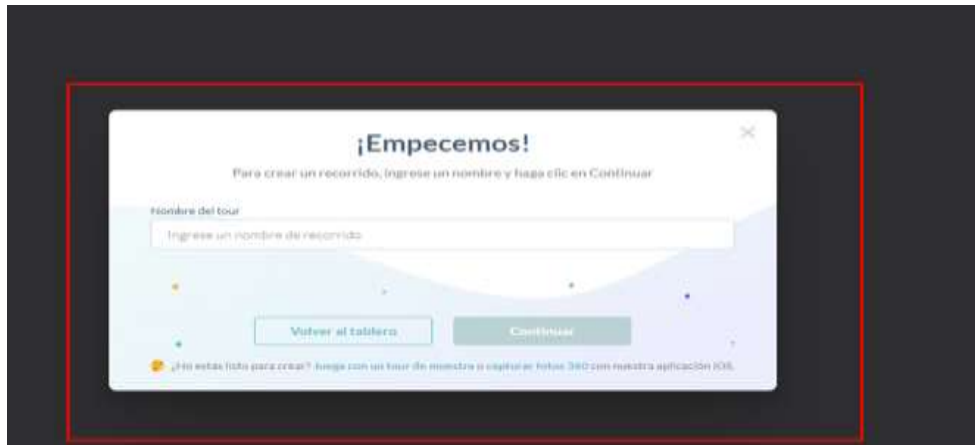 ¡Empecemos!
Para crear un recorrido, ingrese un nombre y haga clic en Continuar
Nombre del tour
Ingrese un nombre de recorrido
Volver al tablero
Continuar
¿No estás listo para crear? Juega con un tour de muestra o capturar fotos 360 con nuestra aplicación iOS.